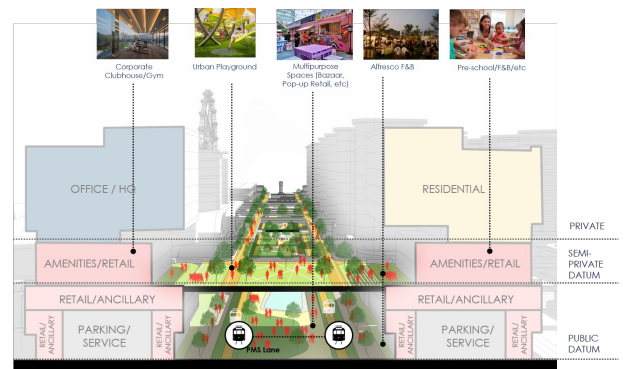 Corporate
Clubhouse/Gym
Urban Playground
Multipurpose
Spaces (Bazaar,
Pop-up Retail, etc)
Alfresco F&B
Pre-school/F&B/etc
OFFICE / HQ
RESIDENTIAL
PRIVATE
AMENITIES/RETAIL
AMENITIES/RETAIL
SEMI-
PRIVATE
DATUM
RETAIL/ANCILLARY
RETAIL/ANCILLARY
RETAIL/
ANCILLARY
PARKING/
SERVICE
RETAIL/
ANCILLARY
PMS Lane
RETAIL/
ANCILLARY
PARKING/
SERVICE
RETAIL/
ANCILLARY
PUBLIC
DATUM